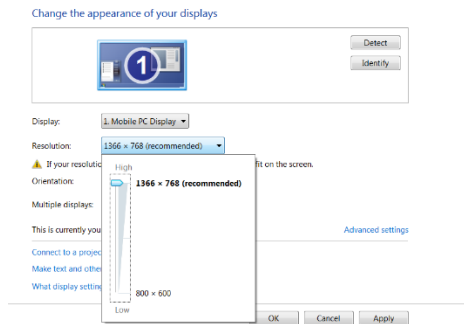 Change the appearance of your displays
1
Detect
Identify
Display:
1. Mobile PC Display
Resolution:
1366 × 768 (recommended)
If your resolutio
fit on the screen.
High
Orientation:
1366 × 768 (recommended)
Multiple displays:
This is currently you
Advanced settings
Connect to a projec
Make text and othe
What display settin
800 × 600
Low
OK
Cancel
Apply